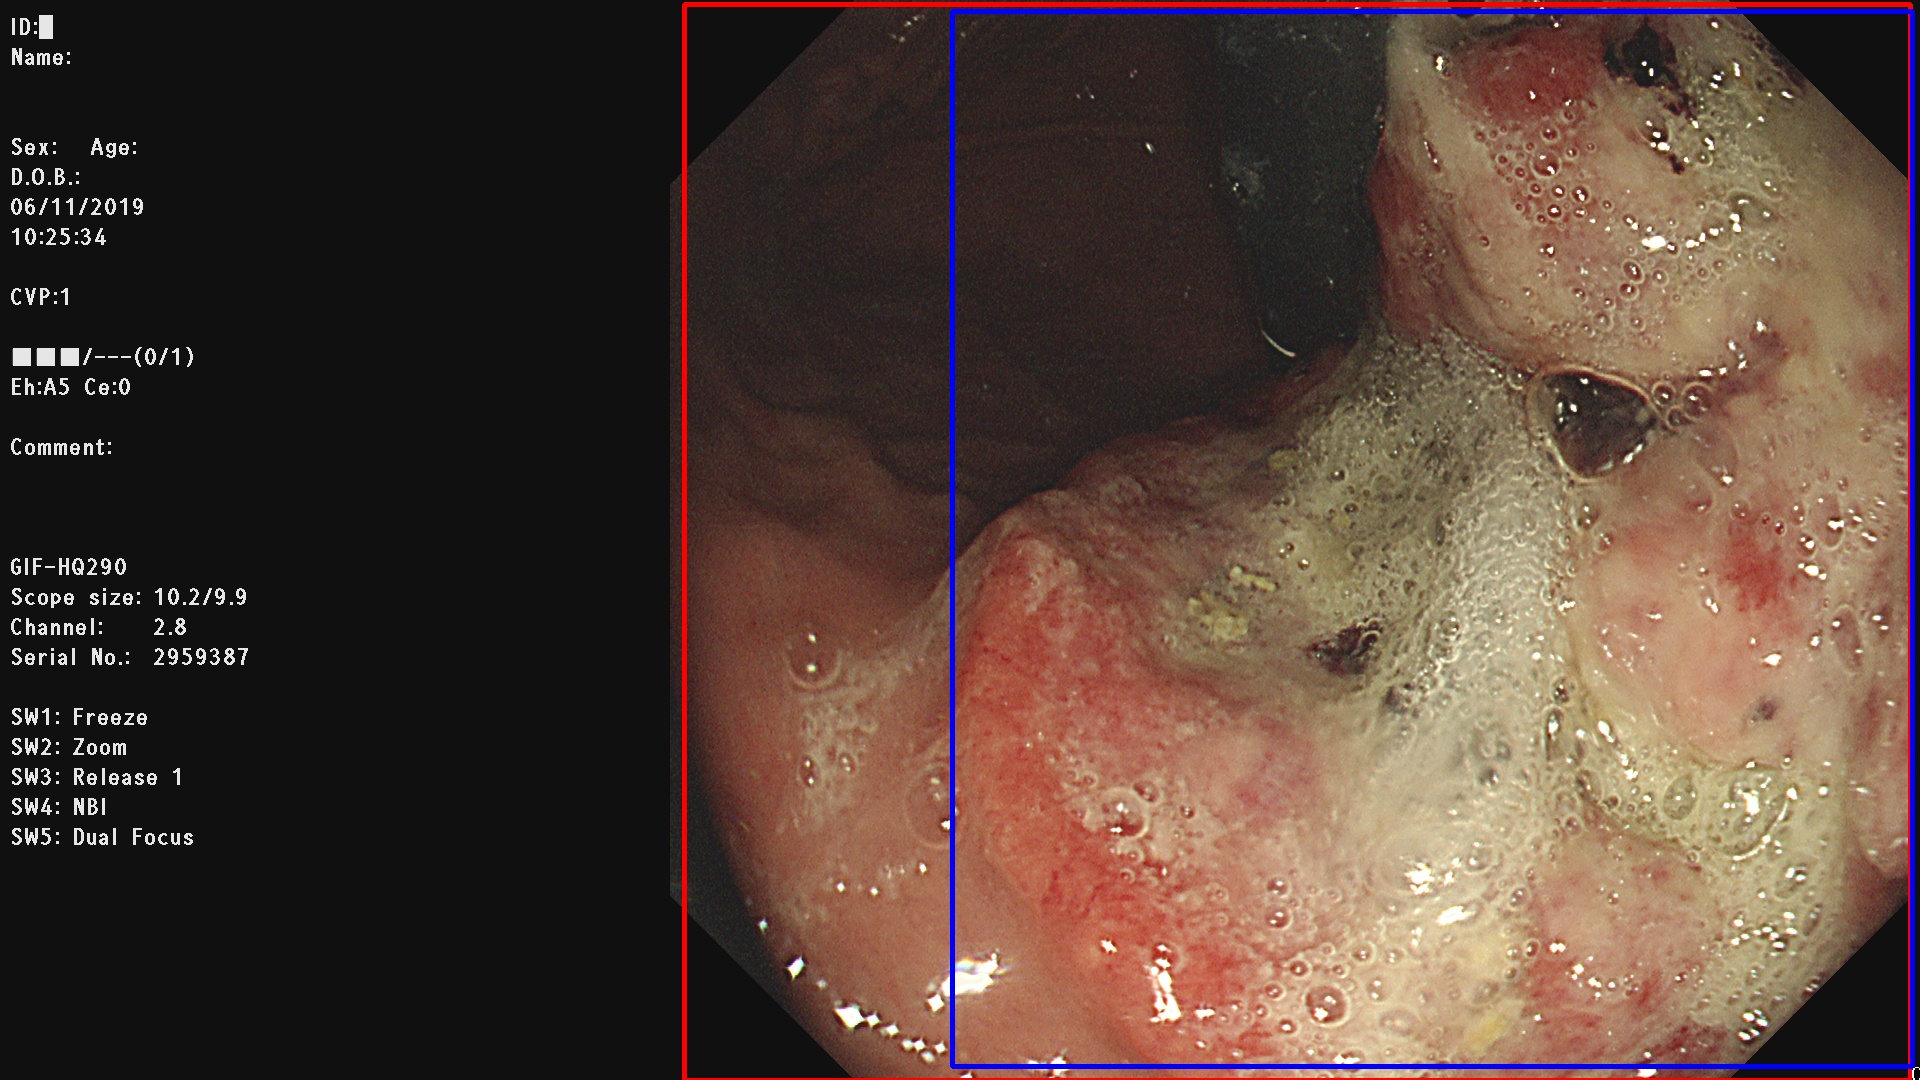 ID:
Name:
Sex: Age:
D.O.B.:
06/11/2019
10:25:34
CVP:1
■■■/---(0/1)
Eh:A5 Ce:0
Comment:
GIF-HQ290
Scope size: 10.2/9.9
Channel: 2.8
Serial No.: 2959387
SW1: Freeze
SW2: Zoom
SW3: Release 1
SW4: NBI
SW5: Dual Focus